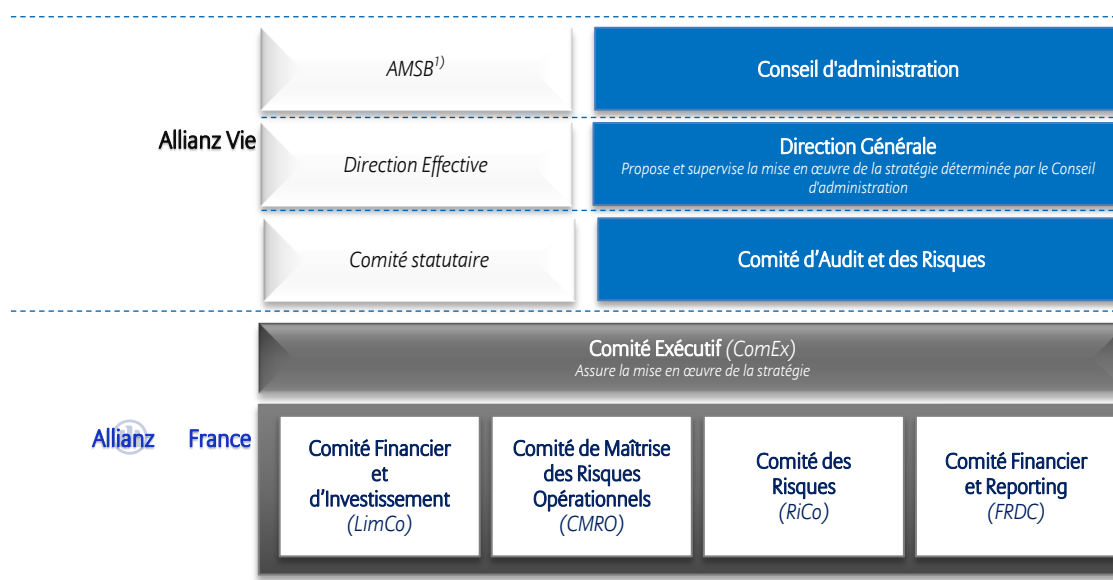 AMSB1)
Conseil d'administration
Allianz Vie
Direction Effective
Direction Générale
Propose et supervise la mise en œuvre de la stratégie déterminée par le Conseil
d'administration
Comité statutaire
Comité d’Audit et des Risques
Comité Exécutif (ComEx)
Assure la mise en œuvre de la stratégie
Allianz France
Comité Financier
et
d’Investissement
(LimCo)
Comité de Maîtrise
des Risques
Opérationnels
(CMRO)
Comité des
Risques
(RiCo)
Comité Financier
et Reporting
(FRDC)